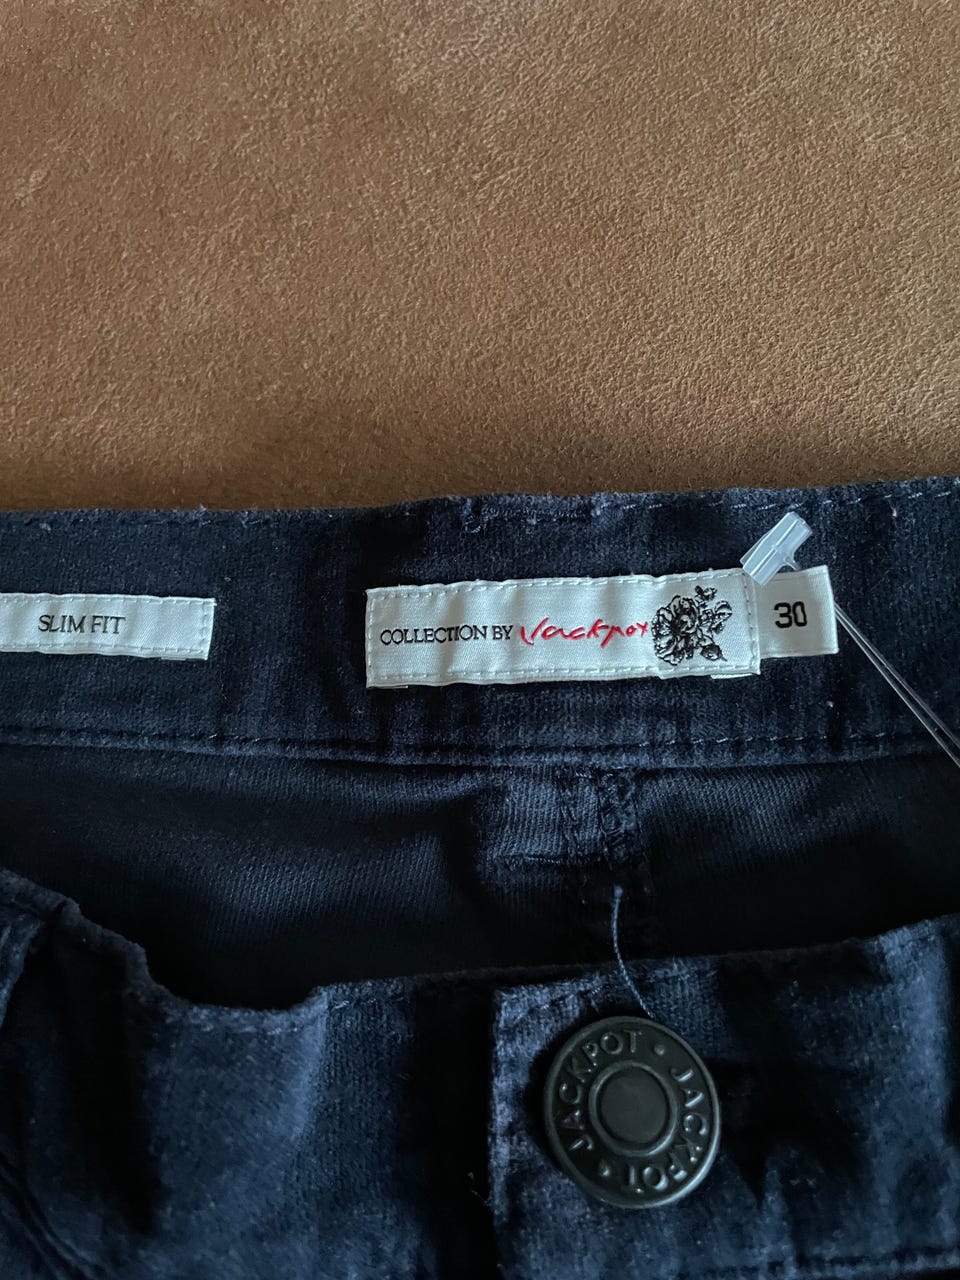 SLIM FIT
COLLECTION BY Jackpot
30
JACKPOT • JACKPOT •